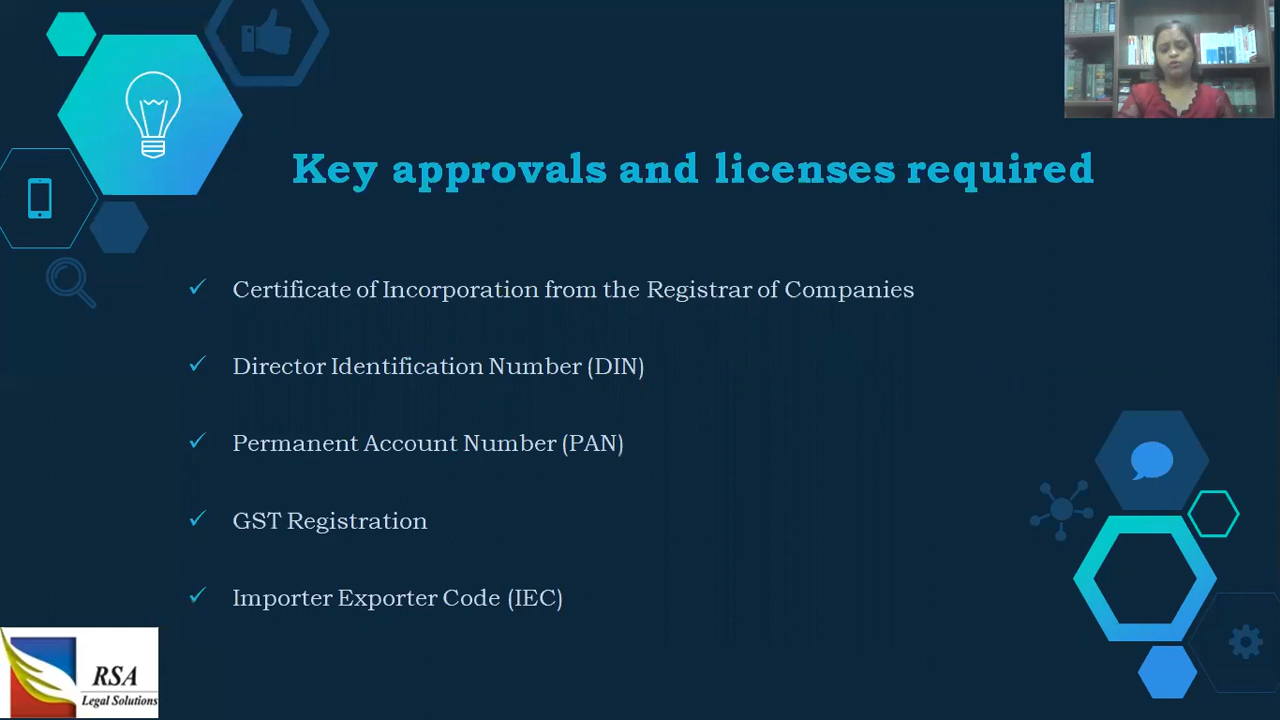 Key approvals and licenses required
Certificate of Incorporation from the Registrar of Companies
Director Identification Number (DIN)
Permanent Account Number (PAN)
GST Registration
Importer Exporter Code (IEC)
RSA
Legal Solutions